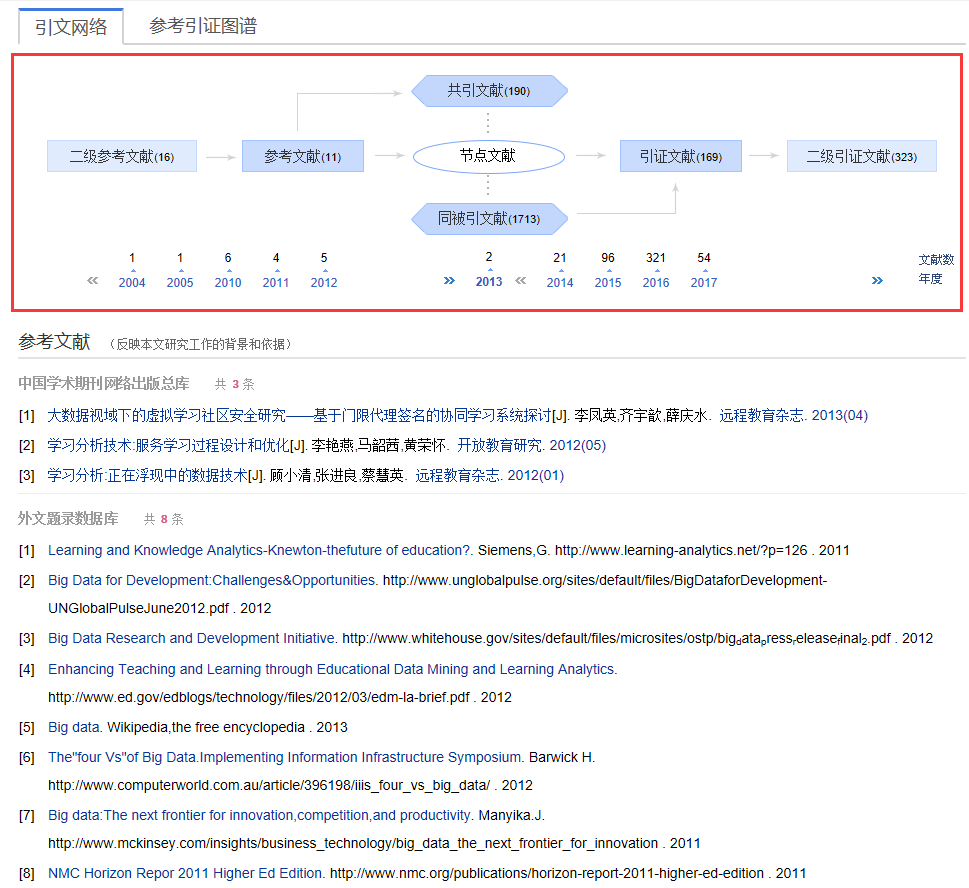 引文网络 参考引证图谱
共引文献(190)
二级参考文献(16) 参考文献(11) 节点文献 引证文献(169) 二级引证文献(323)
同被引文献(1713)
1 1 6 4 5 2 21 96 321 54 文献数
« 2004 2005 2010 2011 2012 » 2013 « 2014 2015 2016 2017 » 年度
参考文献 （反映本文研究工作的背景和依据）
中国学术期刊网络出版总库 共 3 条
[1] 大数据视域下的虚拟学习社区安全研究——基于门限代理签名的协同学习系统探讨[J]. 李凤英,齐宇歆,薛庆水. 远程教育杂志. 2013(04)
[2] 学习分析技术:服务学习过程设计和优化[J]. 李艳燕,马韶茜,黄荣怀. 开放教育研究. 2012(05)
[3] 学习分析:正在浮现中的数据技术[J]. 顾小清,张进良,蔡慧英. 远程教育杂志. 2012(01)
外文题录数据库 共 8 条
[1] Learning and Knowledge Analytics-Knewton-thefuture of education?. Siemens,G. http://www.learning-analytics.net/?p=126 . 2011
[2] Big Data for Development:Challenges&Opportunities. http://www.unglobalpulse.org/sites/default/files/BigDataforDevelopment-
UNGlobalPulseJune2012.pdf . 2012
[3] Big Data Research and Development Initiative. http://www.whitehouse.gov/sites/default/files/microsites/ostp/big_data_press_release_final_2.pdf . 2012
[4] Enhancing Teaching and Learning through Educational Data Mining and Learning Analytics.
http://www.ed.gov/edblogs/technology/files/2012/03/edm-la-brief.pdf . 2012
[5] Big data. Wikipedia,the free encyclopedia . 2013
[6] The"four Vs"of Big Data.Implementing Information Infrastructure Symposium. Barwick H.
http://www.computerworld.com.au/article/396198/iiis_four_vs_big_data/ . 2012
[7] Big data:The next frontier for innovation,competition,and productivity. Manyika.J.
http://www.mckinsey.com/insights/business_technology/big_data_the_next_frontier_for_innovation . 2011
[8] NMC Horizon Repor 2011 Higher Ed Edition. http://www.nmc.org/publications/horizon-report-2011-higher-ed-edition . 2011